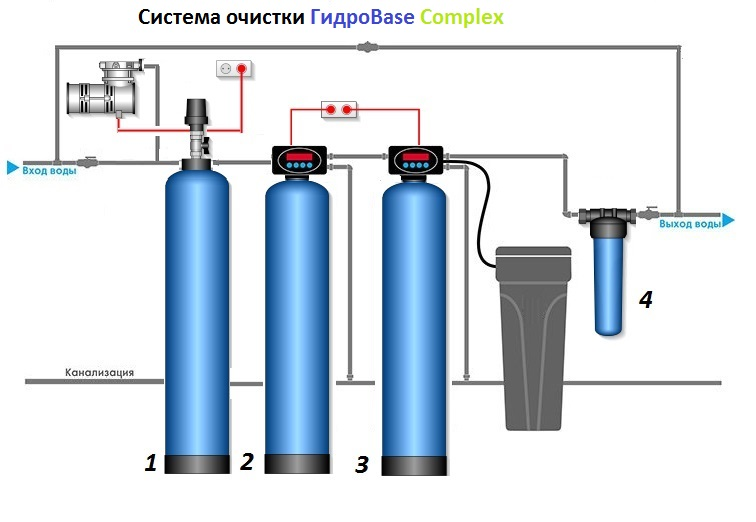 Система очистки ГидроBase Complex
Вход воды
Выход воды
4
Канализация
1
2
3